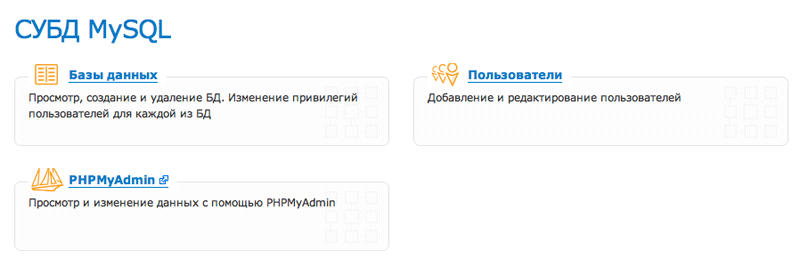 СУБД MySQL
Базы данных
Просмотр, создание и удаление БД. Изменение привилегий
пользователей для каждой из БД
Пользователи
Добавление и редактирование пользователей
PHPMyAdmin
Просмотр и изменение данных с помощью PHPMyAdmin